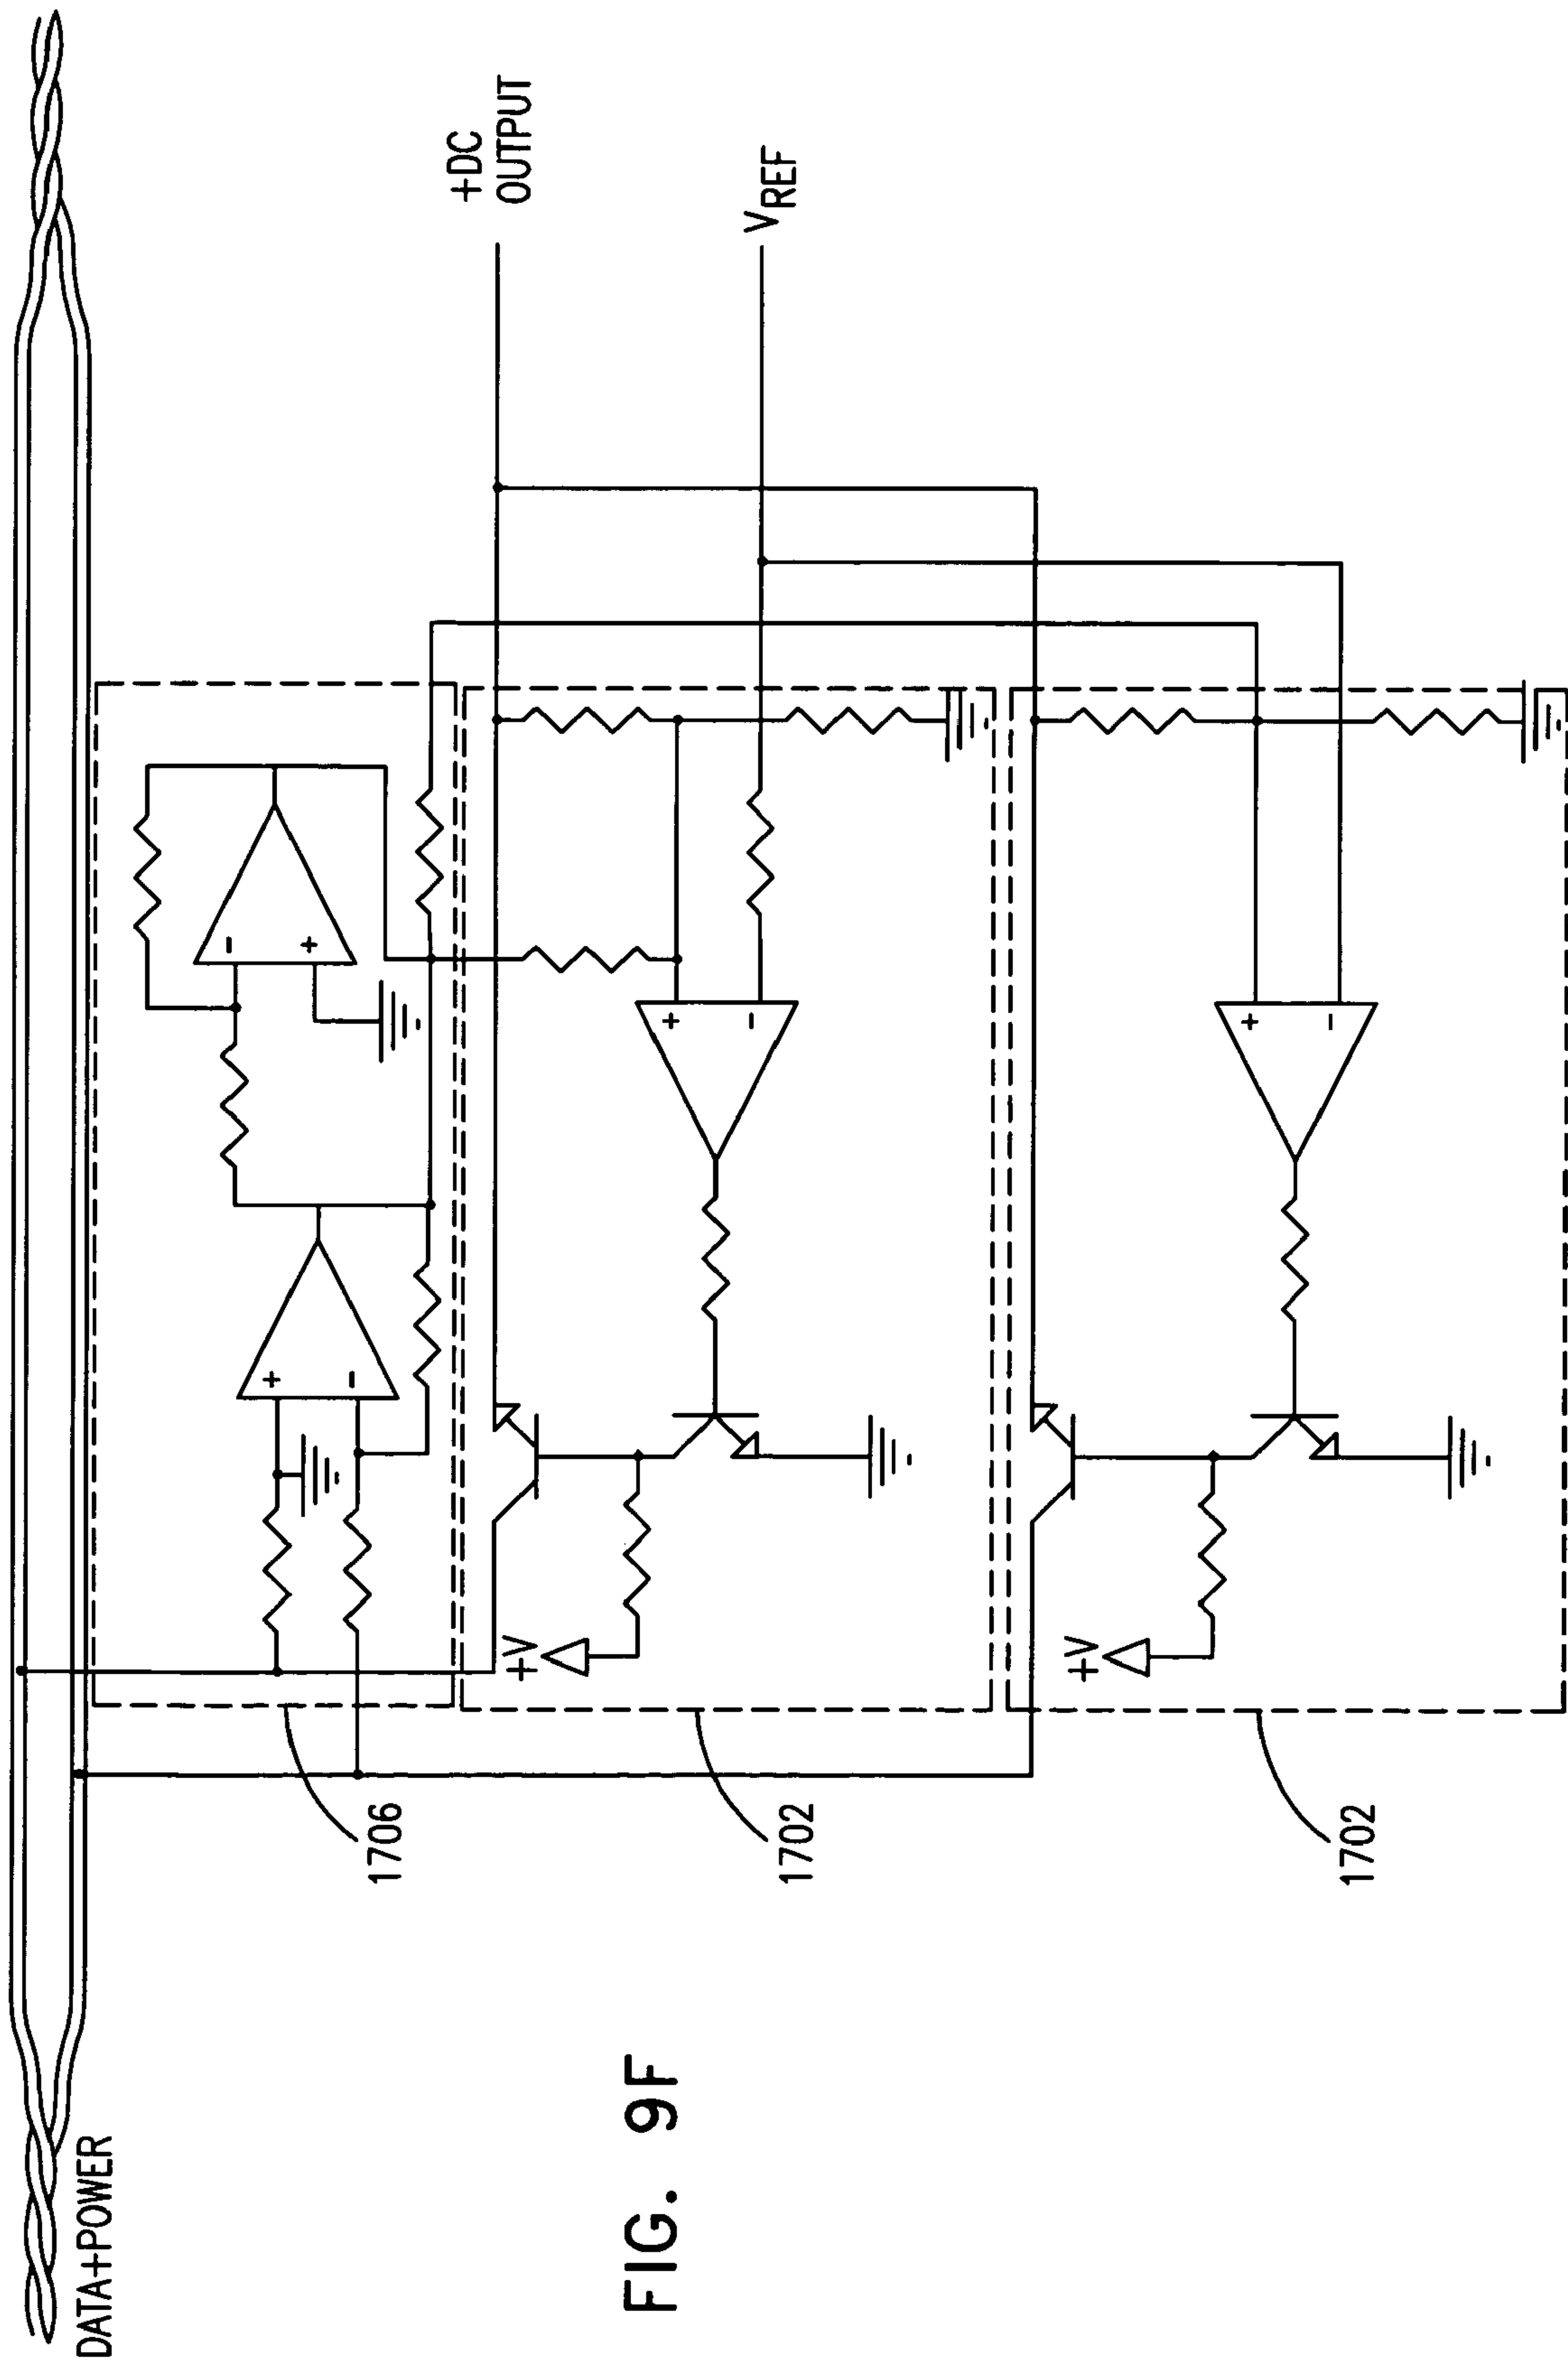 DATA+POWER
+DC
OUTPUT
VREF
-
+
+
-
+
-
+V
+
-
+V
1706
1702
1702
FIG. 9F